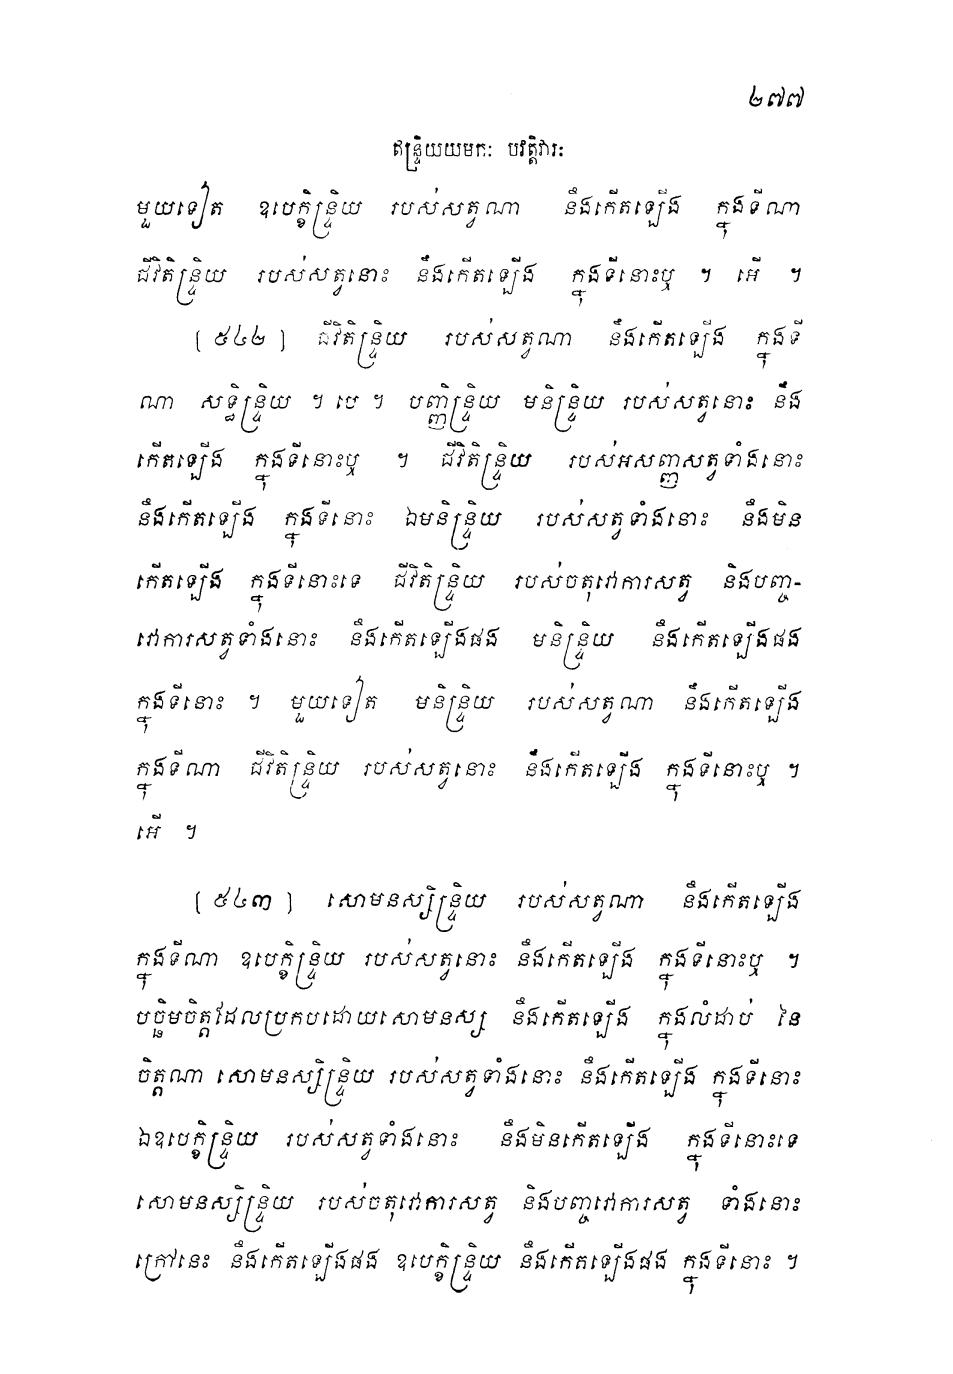 ២៧៧
ឥន្ទ្រិយយមកៈ បវត្តិវារៈ
មួយទៀត ឧបេក្ខិន្ទ្រិយ របស់សត្វណា នឹងកើតឡើង ក្នុងទីណា
ជីវិតិន្ទ្រិយ របស់សត្វនោះ នឹងកើតឡើង ក្នុងទីនោះឬ ។ អើ ។
[ ៥៤២ ] ជីវិតិន្ទ្រិយ របស់សត្វណា នឹងកើតឡើង ក្នុងទី
ណា សទ្ធិន្ទ្រិយ ។ បេ ។ បញ្ញិន្ទ្រិយ មនិន្ទ្រិយ របស់សត្វនោះ នឹង
កើតឡើង ក្នុងទីនោះឬ ។ ជីវិតិន្ទ្រិយ របស់អសញ្ញសត្វទាំងនោះ
នឹងកើតឡើង ក្នុងទីនោះ ឯមនិន្ទ្រិយ របស់សត្វទាំងនោះ នឹងមិន
កើតឡើង ក្នុងទីនោះទេ ជីវិតិន្ទ្រិយ របស់ចតុវោការសត្វ និងបញ្ច-
វោការសត្វទាំងនោះ នឹងកើតឡើងផង មនិន្ទ្រិយ នឹងកើតឡើងផង
ក្នុងទីនោះ ។ មួយទៀត មនិន្ទ្រិយ របស់សត្វណា នឹងកើតឡើង
ក្នុងទីណា ជីវិតិន្ទ្រិយ របស់សត្វនោះ នឹងកើតឡើង ក្នុងទីនោះឬ ។
អើ ។
[ ៥៤៣ ] សោមនស្សិន្ទ្រិយ របស់សត្វណា នឹងកើតឡើង
ក្នុងទីណា ឧបេក្ខិន្ទ្រិយ របស់សត្វនោះ នឹងកើតឡើង ក្នុងទីនោះឬ ។
បច្ឆិមចិត្តដែលប្រកបដោយសោមនស្ស នឹងកើតឡើង ក្នុងលំដាប់ នៃ
ចិត្តណា សោមនស្សិន្ទ្រិយ របស់សត្វទាំងនោះ នឹងកើតឡើង ក្នុងទីនោះ
ឯឧបេក្ខិន្ទ្រិយ របស់សត្វទាំងនោះ នឹងមិនកើតឡើង ក្នុងទីនោះទេ
សោមនស្សិន្ទ្រិយ របស់ចតុវោការសត្វ និងបញ្ចវោការសត្វ ទាំងនោះ
ក្រៅនេះ នឹងកើតឡើងផង ឧបេក្ខិន្ទ្រិយ នឹងកើតឡើងផង ក្នុងទីនោះ ។